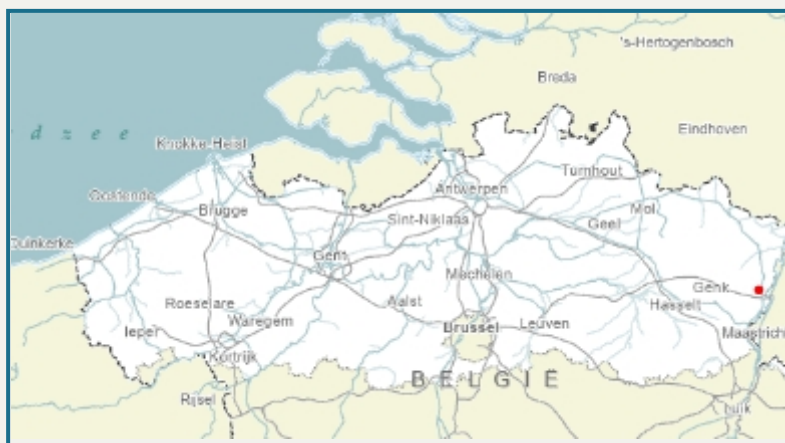 's-Hertogenbosch
Breda
d z e e
Eindhoven
Knokke-Heist
Turnhout
Antwerpen
Oostende
Mol
Brugge
Sint-Niklaas
Geel
Duinkerke
Gent
Mechelen
Genk
Roeselare
Aalst
Hasselt
Waregem
Brussel
Leuven
Ieper
Maastrich
Kortrijk
BELGIË
Rijsel
Luik